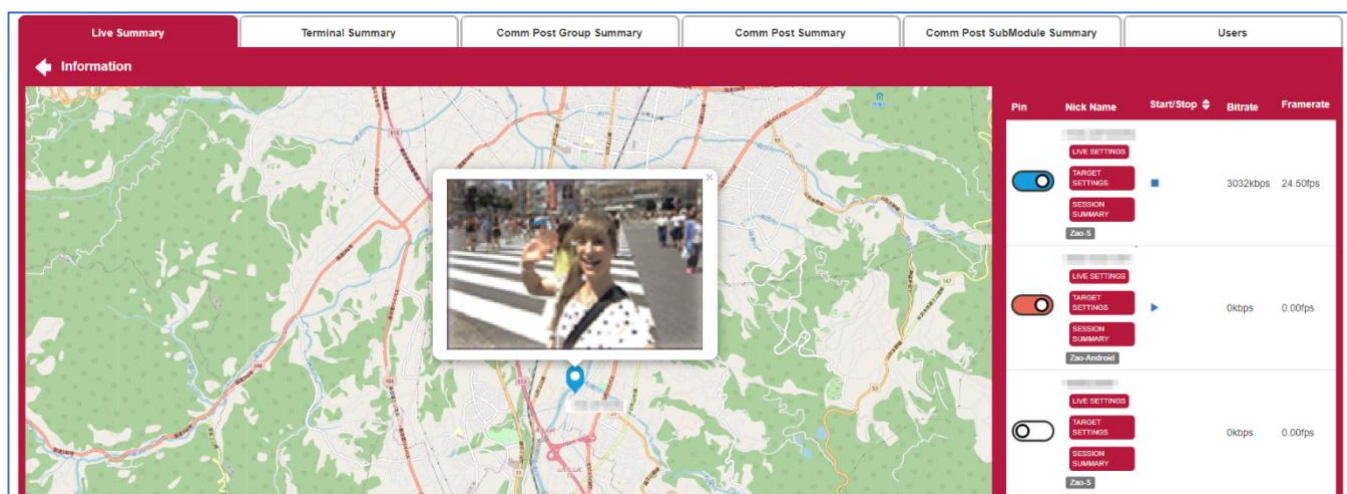 Live Summary
Terminal Summary
Comm Post Group Summary
Comm Post Summary
Comm Post SubModule Summary
Users
Information
Pin
Nick Name
Start/Stop
Bitrate
Framerate
LIVE SETTINGS
TARGET
SETTINGS
3032kbps
24.50fps
SESSION
SUMMARY
Zao-S
LIVE SETTINGS
TARGET
SETTINGS
0kbps
0.00fps
SESSION
SUMMARY
Zao-Android
LIVE SETTINGS
TARGET
SETTINGS
0kbps
0.00fps
SESSION
SUMMARY
Zao-S